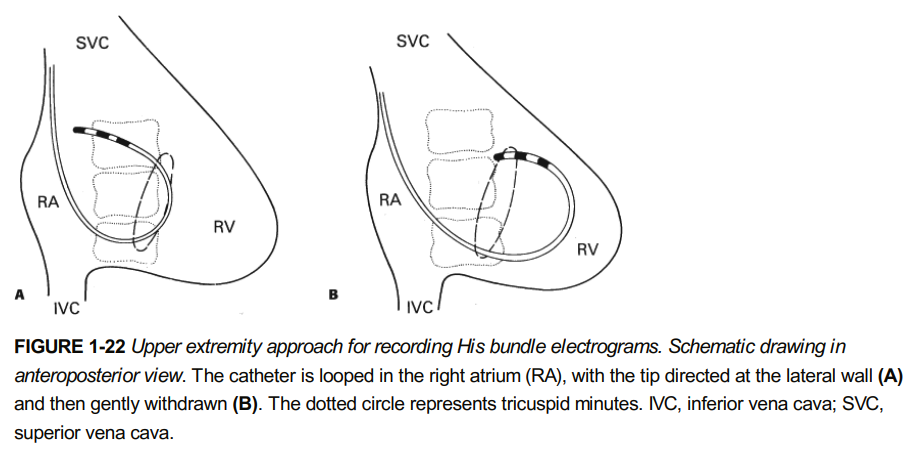 SVC
SVC
RA
RA
RV
RV
A
B
IVC
IVC
FIGURE 1-22 Upper extremity approach for recording His bundle electrograms. Schematic drawing in
anteroposterior view. The catheter is looped in the right atrium (RA), with the tip directed at the lateral wall (A)
and then gently withdrawn (B). The dotted circle represents tricuspid minutes. IVC, inferior vena cava; SVC,
superior vena cava.